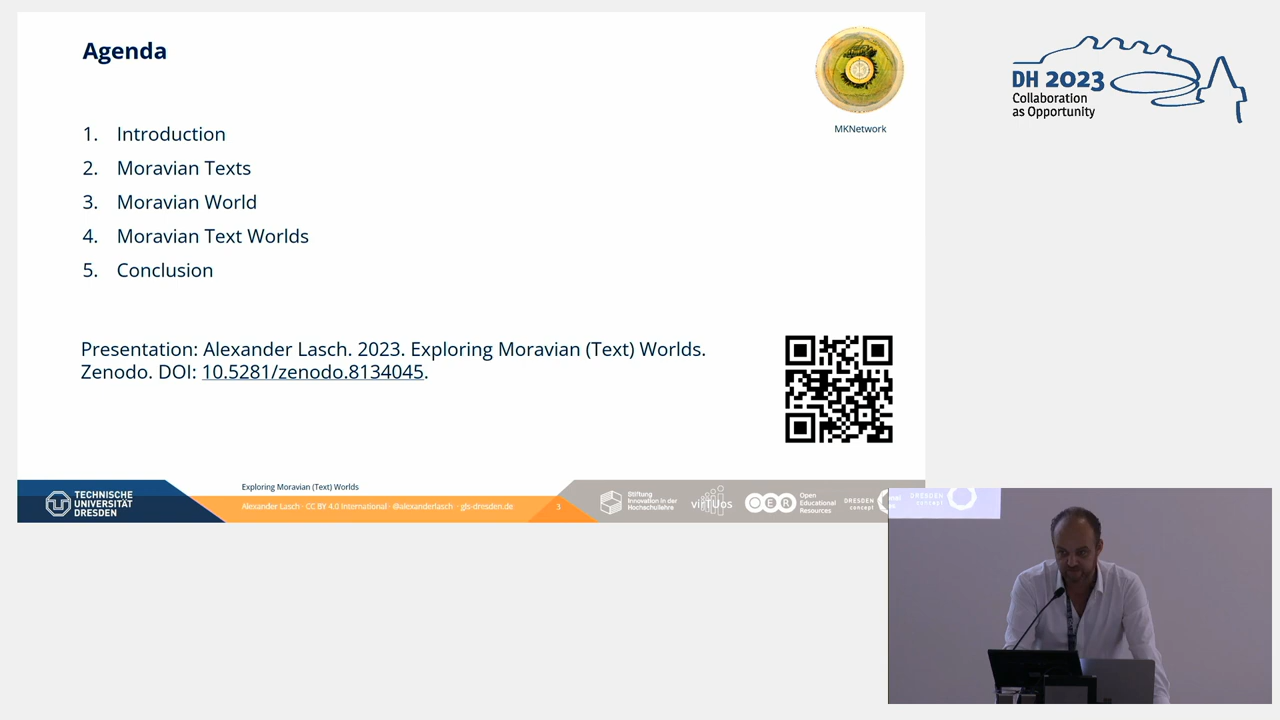 Agenda
MKNetwork
1. Introduction
2. Moravian Texts
3. Moravian World
4. Moravian Text Worlds
5. Conclusion
Presentation: Alexander Lasch. 2023. Exploring Moravian (Text) Worlds.
Zenodo. DOI: 10.5281/zenodo.8134045.
TECHNISCHE
UNIVERSITÄT
DRESDEN
Exploring Moravian (Text) Worlds
Alexander Lasch · CC BY 4.0 International · @alexanderlasch · gls-dresden.de
3
Stiftung
Innovation in der
Hochschullehre
virTUos
OER
Open
Educational
Resources
DRESDEN
concept
DH 2023
Collaboration
as Opportunity
DRESDEN
concept